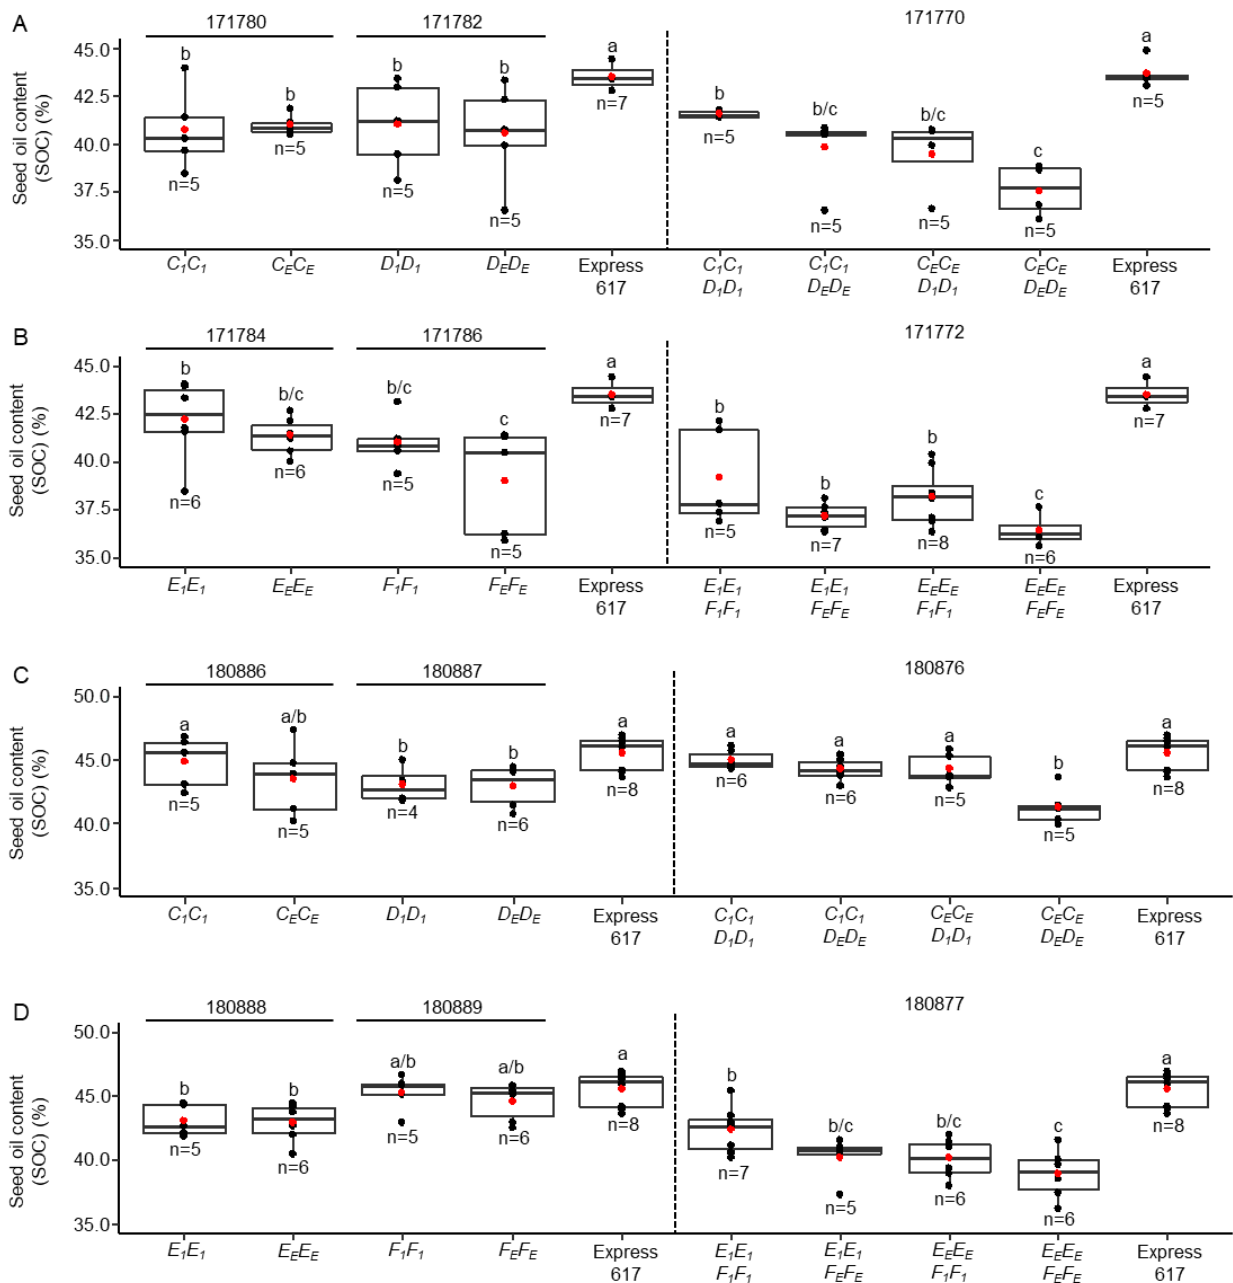 A
171780
171782
171770
Seed oil content
(SOC) (%)
45.0
42.5
40.0
37.5
35.0
b
b
b
b
a
b
b/c
b/c
c
a
n=5
n=5
n=5
n=5
n=7
n=5
n=5
n=5
n=5
n=5
C1C1
CECE
D1D1
DEDE
Express
617
C1C1
D1D1
C1C1
DEDE
CECE
D1D1
CECE
DEDE
Express
617
B
171784
171786
171772
Seed oil content
(SOC) (%)
45.0
42.5
40.0
37.5
35.0
b
b/c
b/c
c
a
b
b
b
c
a
n=6
n=6
n=5
n=5
n=7
n=5
n=7
n=8
n=6
n=7
E1E1
EEEE
F1F1
FEFE
Express
617
E1E1
F1F1
E1E1
FEFE
EEEE
F1F1
EEEE
FEFE
Express
617
C
180886
180887
180876
Seed oil content
(SOC) (%)
50.0
45.0
40.0
35.0
a
a/b
b
b
a
a
a
a
b
a
n=5
n=5
n=4
n=6
n=8
n=6
n=6
n=5
n=5
n=8
C1C1
CECE
D1D1
DEDE
Express
617
C1C1
D1D1
C1C1
DEDE
CECE
D1D1
CECE
DEDE
Express
617
D
180888
180889
180877
Seed oil content
(SOC) (%)
50.0
45.0
40.0
35.0
b
b
a/b
a/b
a
b
b/c
b/c
c
a
n=5
n=6
n=5
n=6
n=8
n=7
n=5
n=6
n=6
n=8
E1E1
EEEE
F1F1
FEFE
Express
617
E1E1
F1F1
E1E1
FEFE
EEEE
F1F1
EEEE
FEFE
Express
617